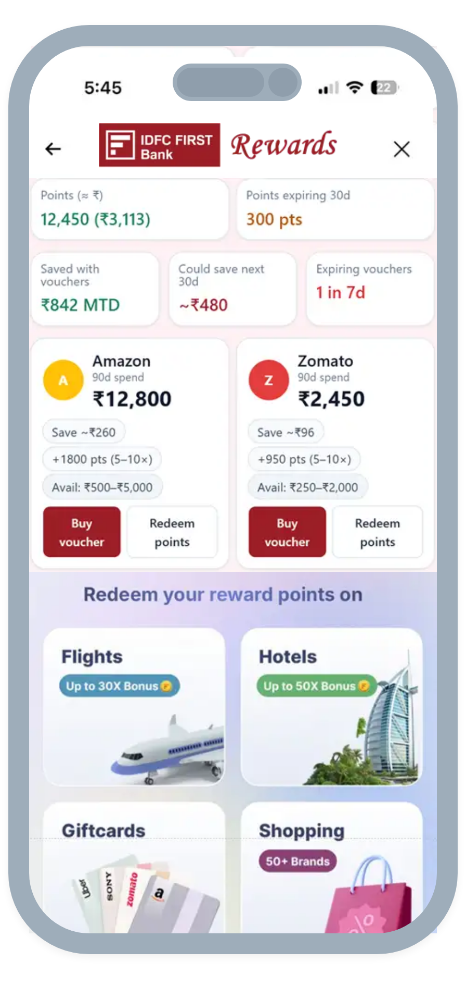 5:45
22
IDFC FIRST
Bank
Rewards
Points (≈ ₹)
12,450 (₹3,113)
Points expiring 30d
300 pts
Saved with
vouchers
₹842 MTD
Could save next
30d
~₹480
Expiring vouchers
1 in 7d
A
Amazon
90d spend
₹12,800
Save ~₹260
+1800 pts (5–10×)
Avail: ₹500–₹5,000
Buy
voucher
Redeem
points
Z
Zomato
90d spend
₹2,450
Save ~₹96
+950 pts (5–10×)
Avail: ₹250–₹2,000
Buy
voucher
Redeem
points
Redeem your reward points on
Flights
Up to 30X Bonus
Hotels
Up to 50X Bonus
Giftcards
Uber
SONY
zomato
a
Shopping
50+ Brands
%